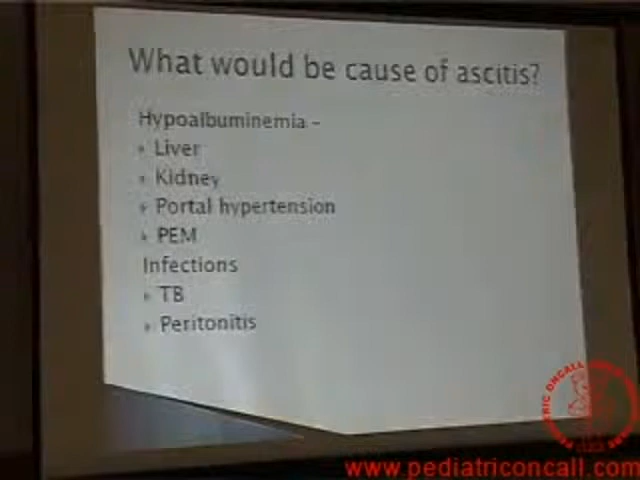 What would be cause of ascitis?
Hypoalbuminemia -
Liver
Kidney
Portal hypertension
PEM
Infections
TB
Peritonitis
www.pediatriconcall.com